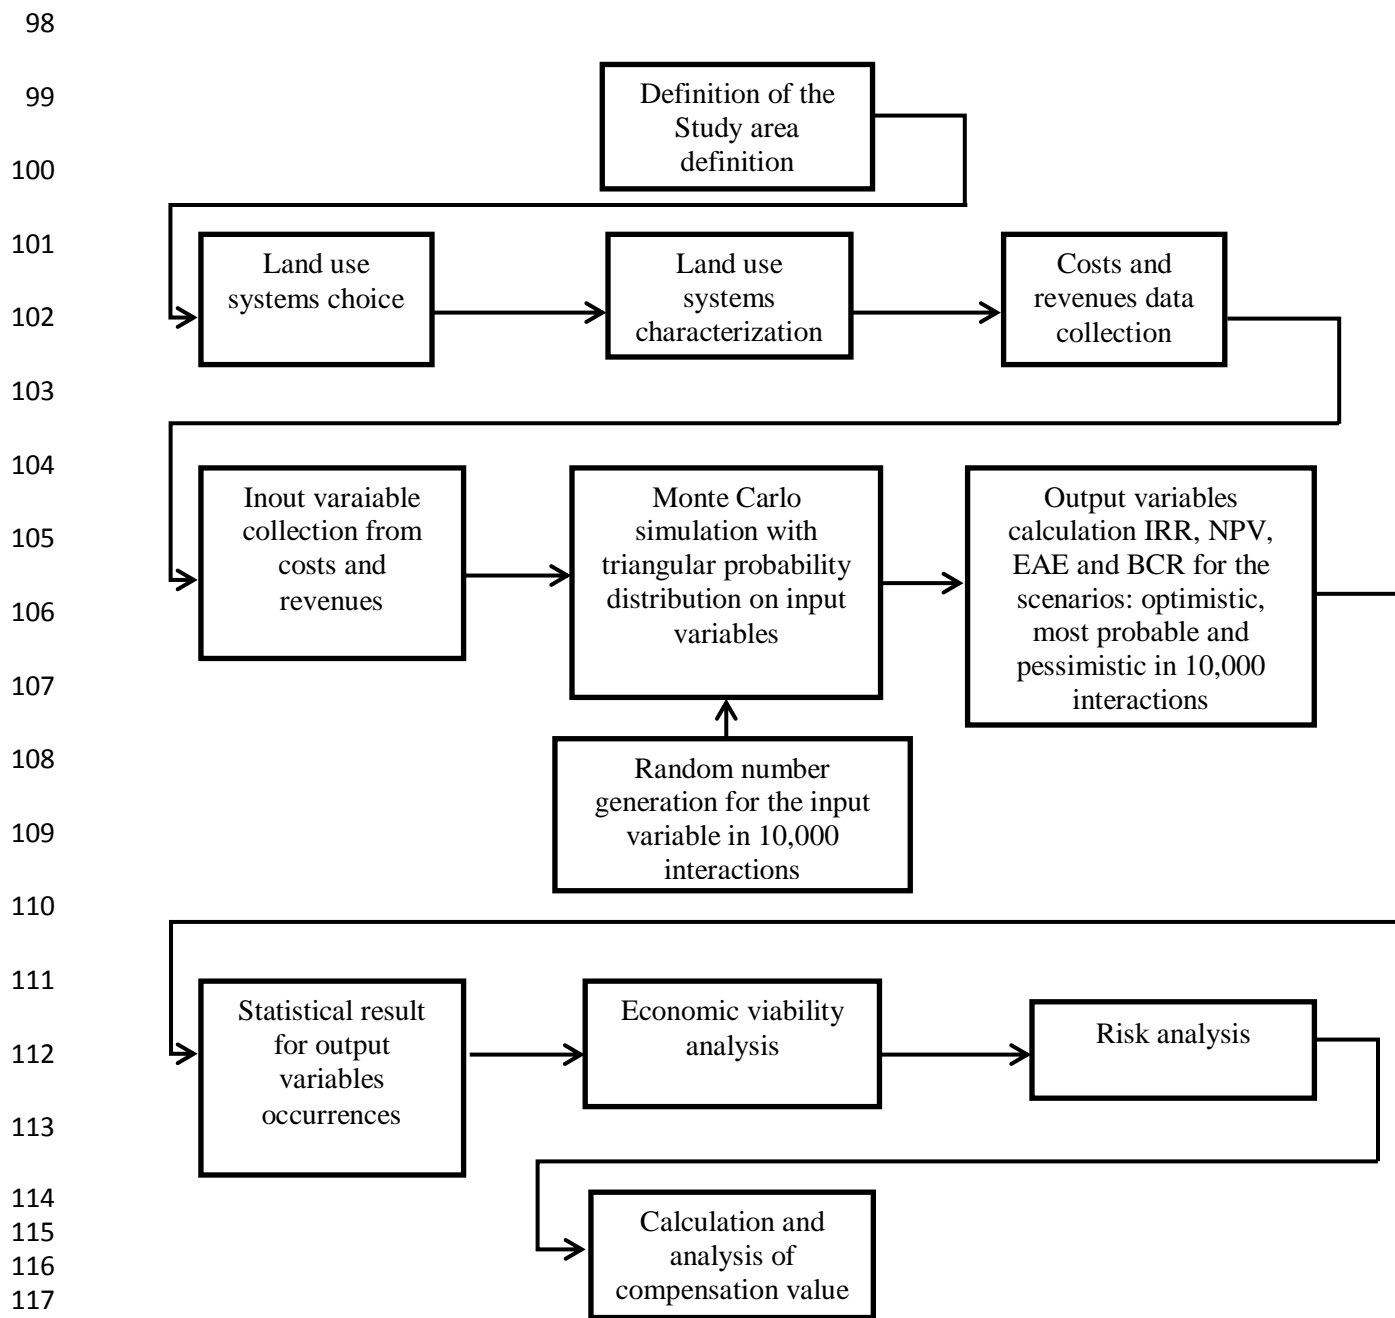 98
99
100
101
102
103
104
105
106
107
108
109
110
111
112
113
114
115
116
117
Definition of the
Study area
definition
Land use
systems choice
Land use
systems
characterization
Costs and
revenues data
collection
Inout varaiable
collection from
costs and
revenues
Monte Carlo
simulation with
triangular probability
distribution on input
variables
Output variables
calculation IRR, NPV,
EAE and BCR for the
scenarios: optimistic,
most probable and
pessimistic in 10,000
interactions
Random number
generation for the input
variable in 10,000
interactions
Statistical result
for output
variables
occurrences
Economic viability
analysis
Risk analysis
Calculation and
analysis of
compensation value